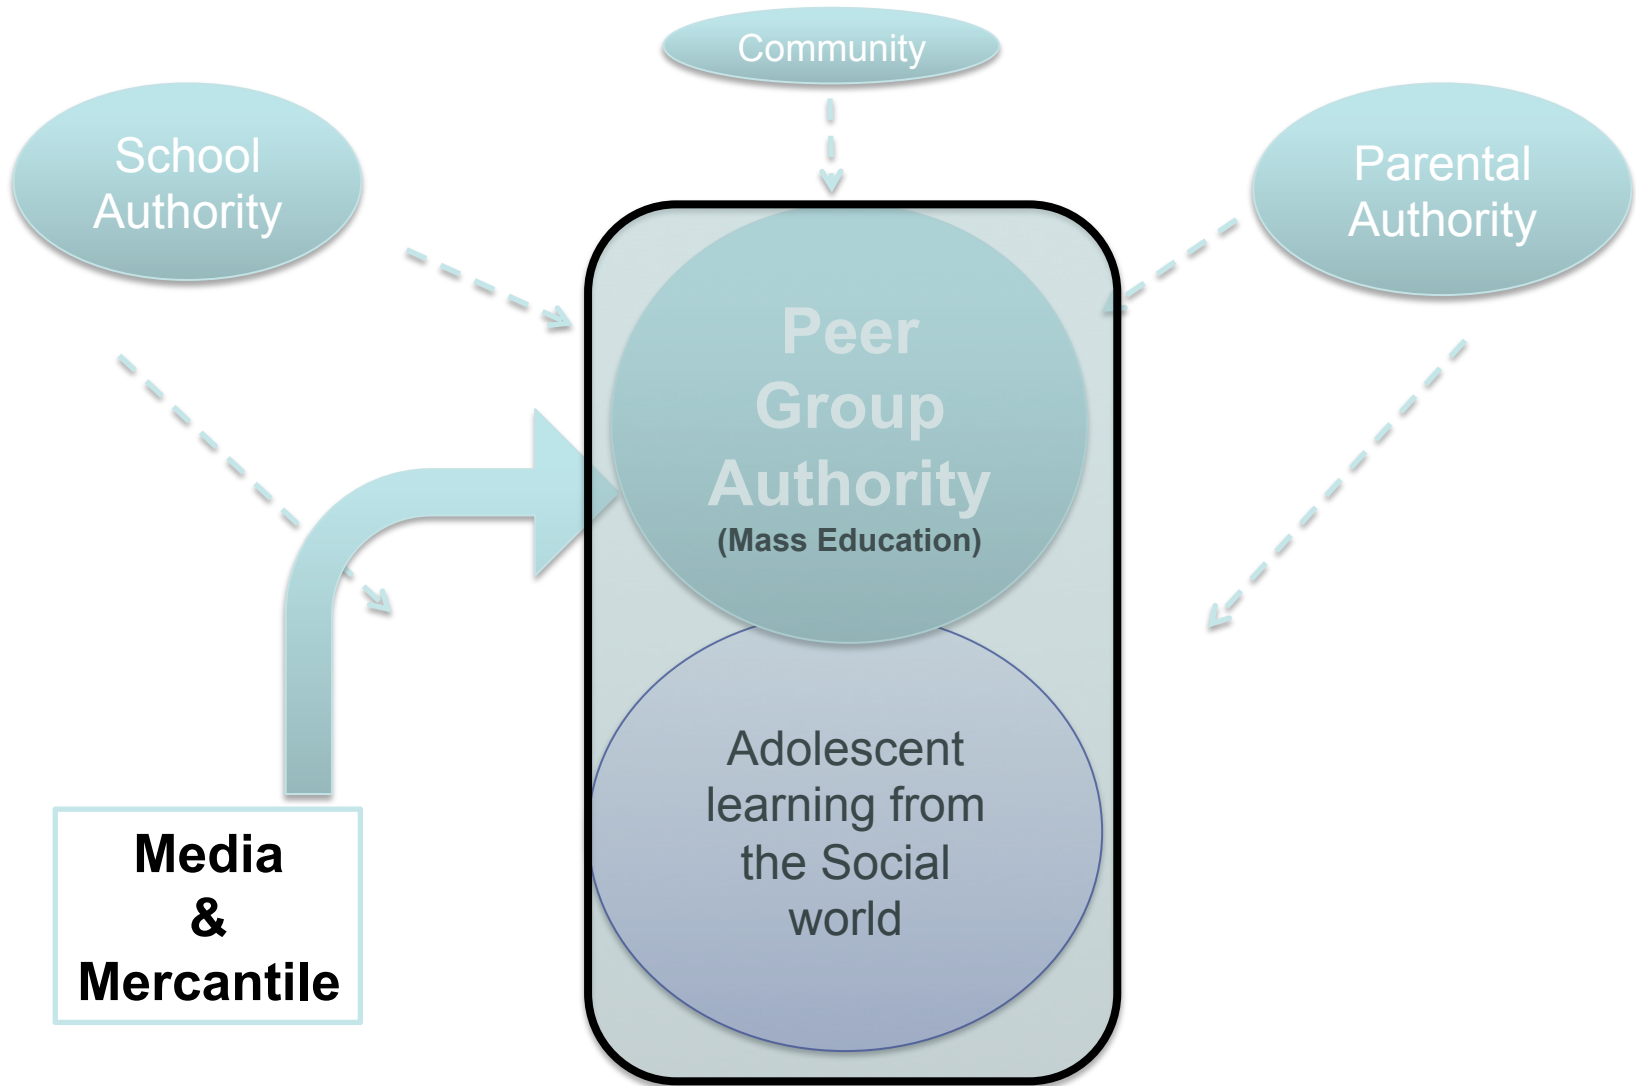 Community
School
Authority
Parental
Authority
Peer
Group
Authority
(Mass Education)
Adolescent
learning from
the Social
world
Media
&
Mercantile